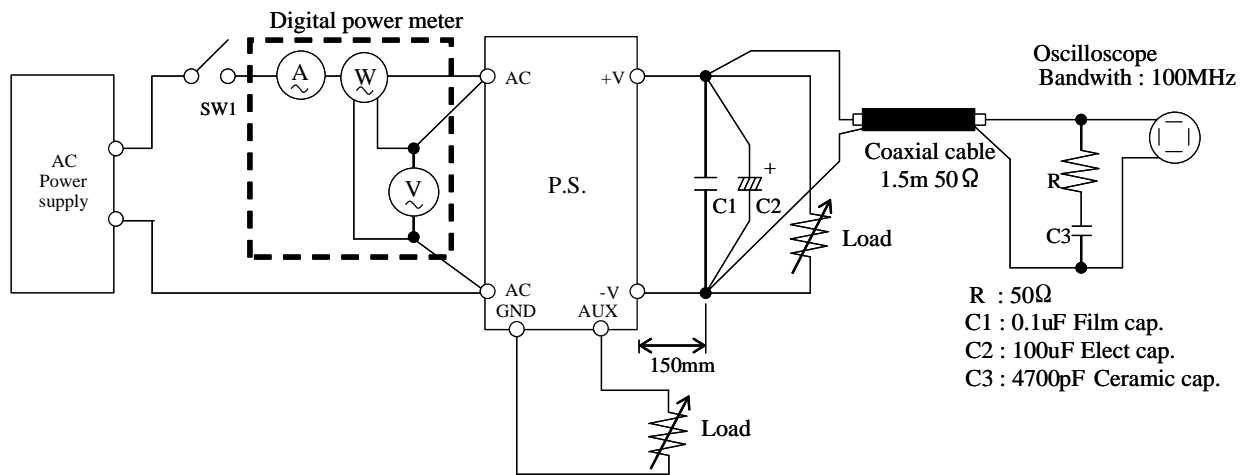 Digital power meter
AC
Power
supply
SW1
A
W
V
AC
AC
GND
P.S.
AUX
+V
-V
C1
+
C2
Load
150mm
Load
Coaxial cable
1.5m 50Ω
Oscilloscope
Bandwith : 100MHz
R
C3
R : 50Ω
C1 : 0.1uF Film cap.
C2 : 100uF Elect cap.
C3 : 4700pF Ceramic cap.